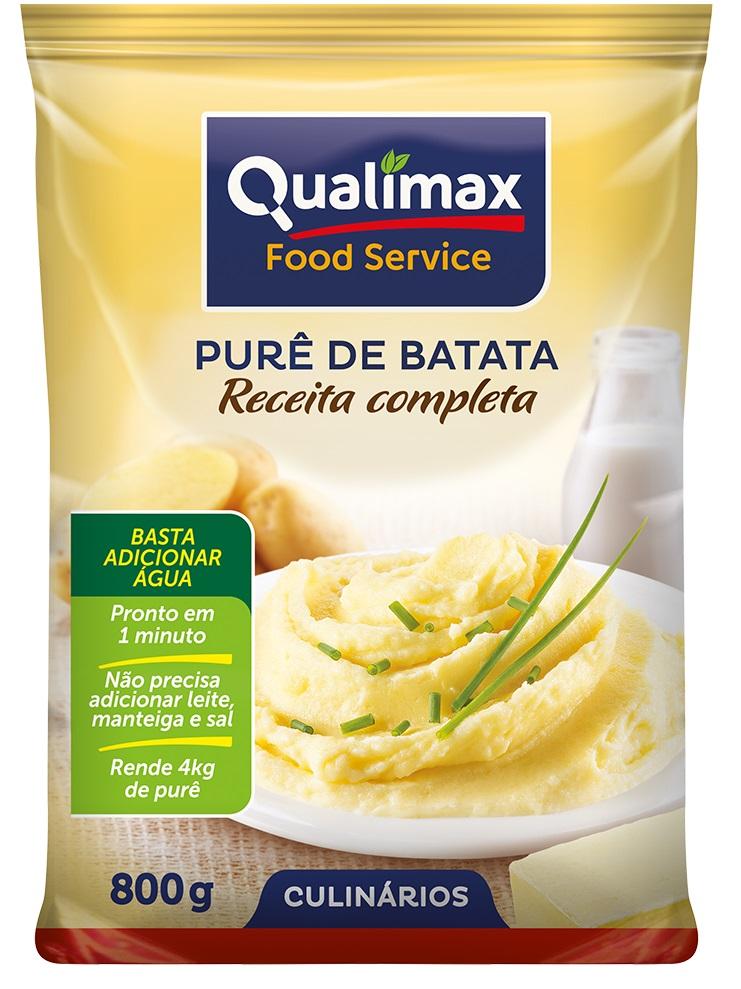 Qualimax
Food Service
PURÊ DE BATATA
Receita completa
BASTA
ADICIONAR
ÁGUA
Pronto em
1 minuto
Não precisa
adicionar leite,
manteiga e sal
Rende 4kg
de purê
800g
CULINÁRIOS